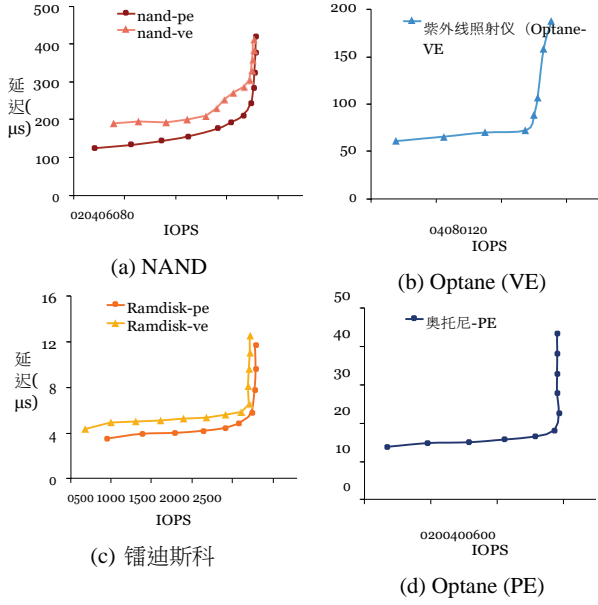 500
400
300
200
100
0
nand-pe
nand-ve
延
迟(
μs)
020406080
IOPS
(a) NAND
200
150
100
50
0
紫外线照射仪（Optane-
VE
04080120
IOPS
(b) Optane (VE)
16
12
8
4
0
Ramdisk-pe
Ramdisk-ve
延
迟(
μs)
0500 1000 1500 2000 2500
IOPS
(c) 镭迪斯科
50
40
30
20
10
0
奥托尼-PE
0200400600
IOPS
(d) Optane (PE)